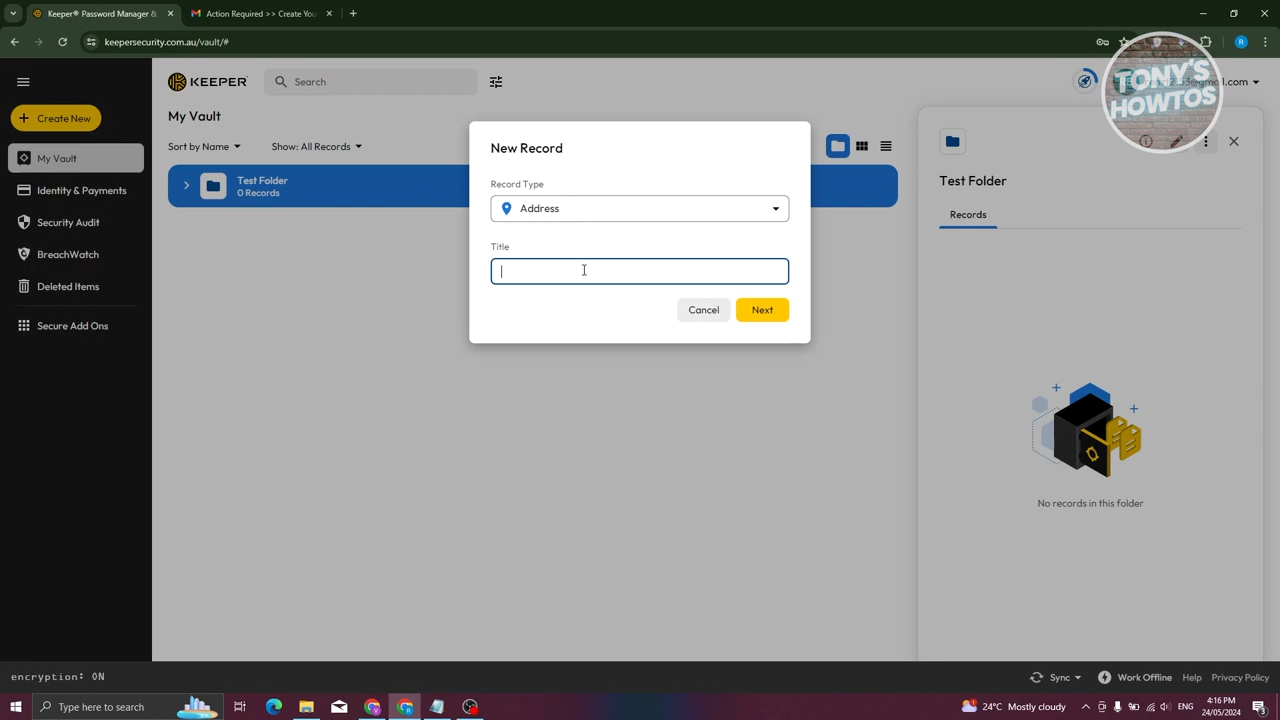 Keeper® Password Manager &
Action Required >> Create You
keepersecurity.com.au/vault/#
R
TONY'S
HOWTOS
KEEPER
Search
@gmail.com
Create New
My Vault
Identity & Payments
Security Audit
BreachWatch
Deleted Items
Secure Add Ons
My Vault
Sort by Name
Show: All Records
Test Folder
0 Records
New Record
Record Type
Address
Title
Cancel
Next
Test Folder
Records
No records in this folder
encryption: ON
Sync
Work Offline
Help
Privacy Policy
Type here to search
24°C Mostly cloudy
4:16 PM
24/05/2024